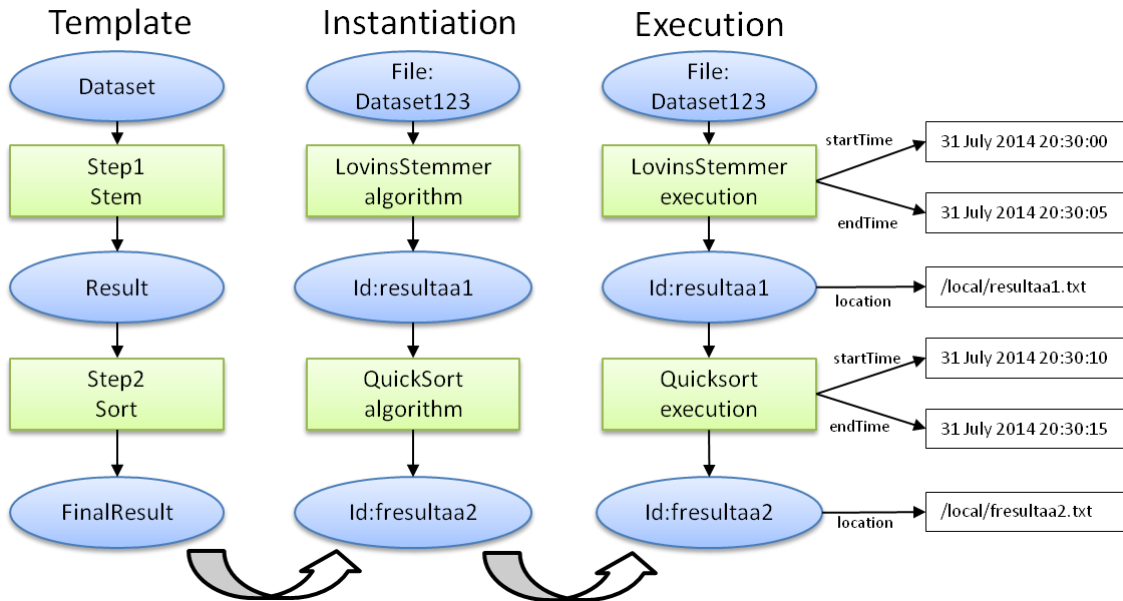 Template
Instantiation
Execution
Dataset
File:
Dataset123
File:
Dataset123
Step1
Stem
LovinsStemmer
algorithm
LovinsStemmer
execution
startTime
31 July 2014 20:30:00
endTime
31 July 2014 20:30:05
Result
Id:resultaa1
Id:resultaa1
location
/local/resultaa1.txt
Step2
Sort
QuickSort
algorithm
Quicksort
execution
startTime
31 July 2014 20:30:10
endTime
31 July 2014 20:30:15
FinalResult
Id:fresultaa2
Id:fresultaa2
location
/local/fresultaa2.txt